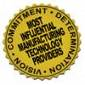 VISION • COMMITMENT • DETERMINATION •
MOST
INFLUENTIAL
MANUFACTURING
TECHNOLOGY
PROVIDERS